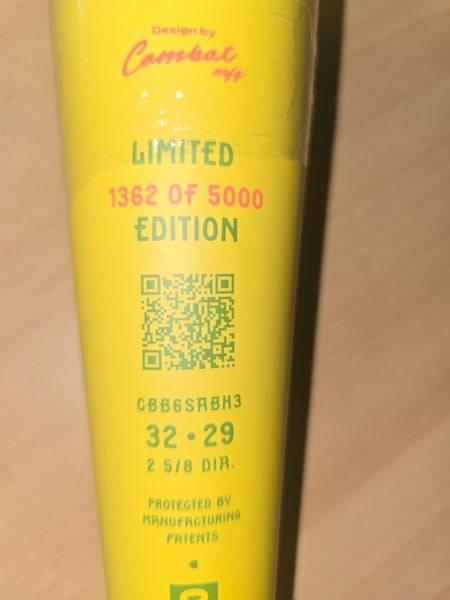 Design by
Combat
mfg
LIMITED
1362 OF 5000
EDITION
CBB6SABH3
32 • 29
2 5/8 DIA.
PROTECTED BY
MANUFACTURING
PATENTS